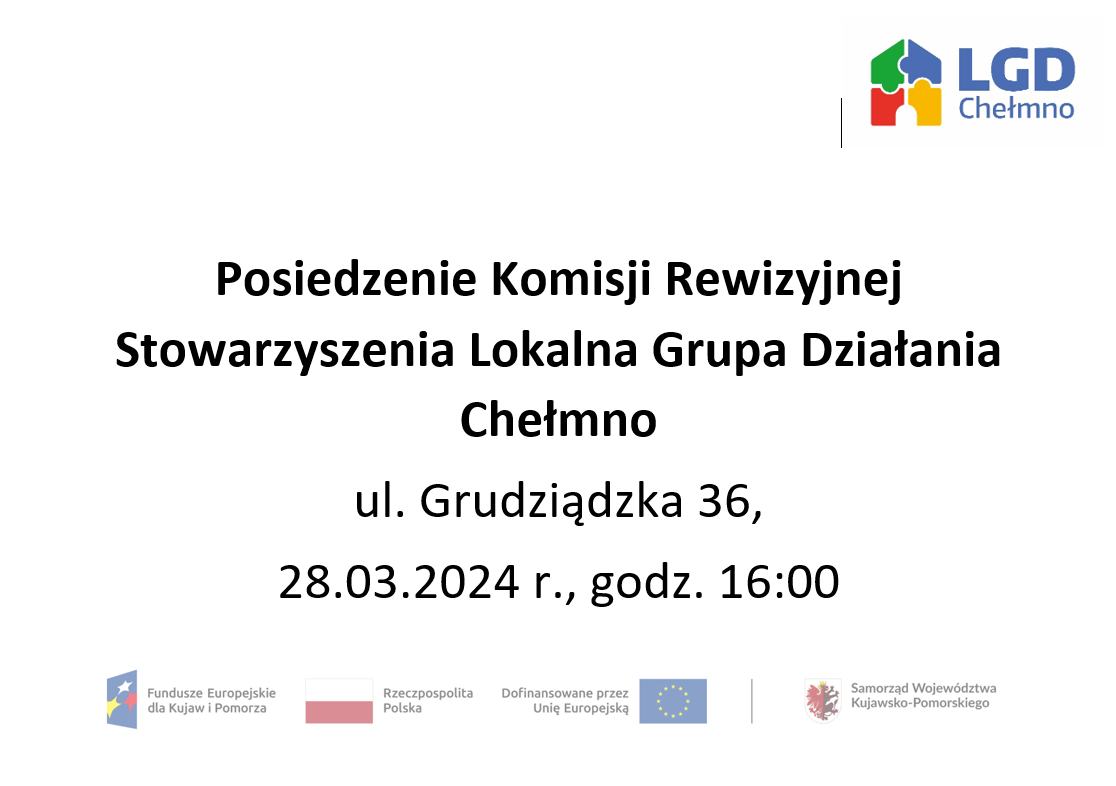 LGD
Chełmno
Posiedzenie Komisji Rewizyjnej
Stowarzyszenia Lokalna Grupa Działania
Chełmno
ul. Grudziądzka 36,
28.03.2024 r., godz. 16:00
Fundusze Europejskie
dla Kujaw i Pomorza
Rzeczpospolita
Polska
Dofinansowane przez
Unię Europejską
Samorząd Województwa
Kujawsko-Pomorskiego